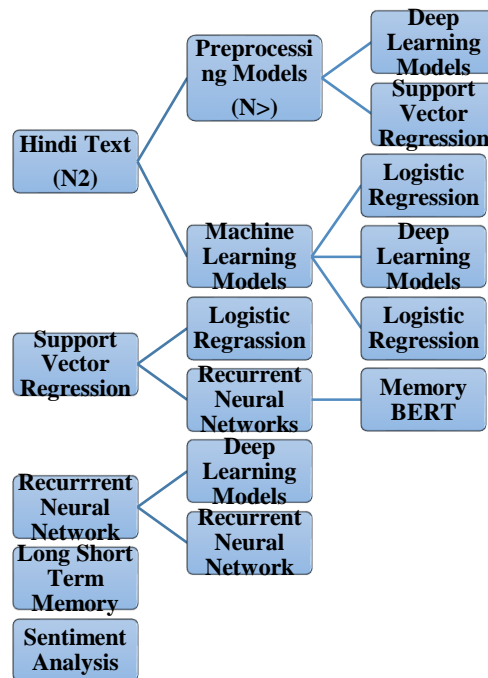 Hindi Text
(N2)
Preprocessi
ng Models
(N>)
Deep
Learning
Models
Support
Vector
Regression
Machine
Learning
Models
Logistic
Regression
Deep
Learning
Models
Logistic
Regression
Support
Vector
Regression
Logistic
Regrassion
Recurrent
Neural
Networks
Memory
BERT
Recurrrent
Neural
Network
Deep
Learning
Models
Recurrent
Neural
Network
Long Short
Term
Memory
Sentiment
Analysis